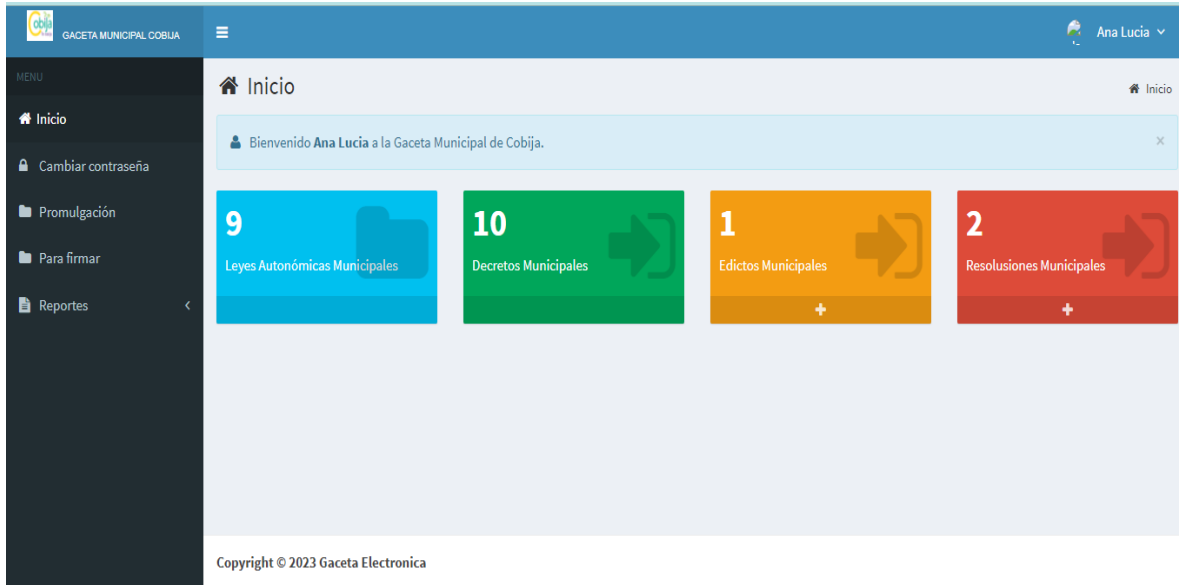 Cobija
GACETA MUNICIPAL COBIJA
Ana Lucia
MENU
Inicio
Cambiar contraseña
Promulgación
Para firmar
Reportes
Inicio
Inicio
Bienvenido Ana Lucia a la Gaceta Municipal de Cobija.
×
9
Leyes Autonómicas Municipales
10
Decretos Municipales
1
Edictos Municipales
2
Resolusiones Municipales
Copyright © 2023 Gaceta Electronica